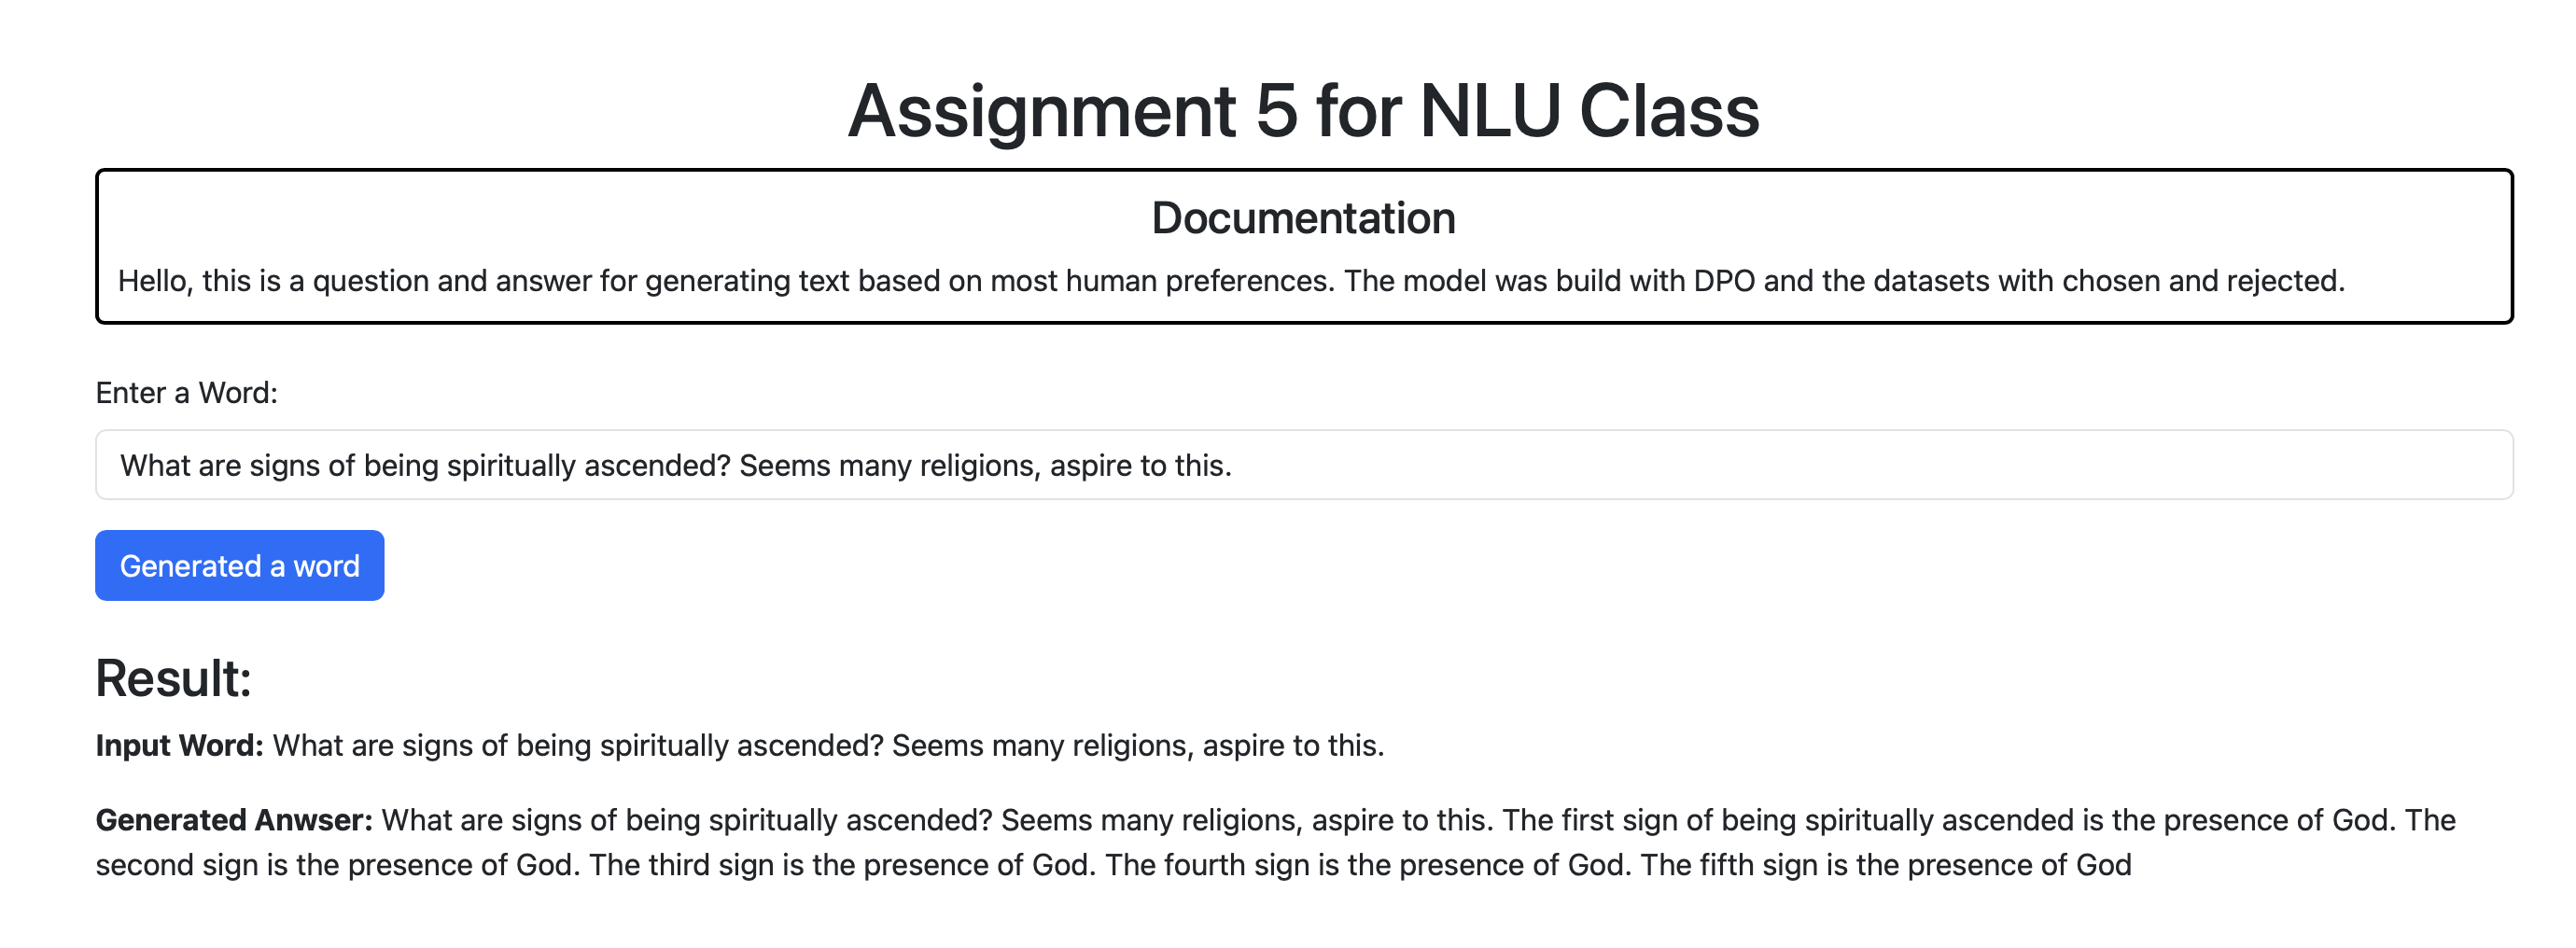 Assignment 5 for NLU Class
Documentation
Hello, this is a question and answer for generating text based on most human preferences. The model was build with DPO and the datasets with chosen and rejected.
Enter a Word:
What are signs of being spiritually ascended? Seems many religions, aspire to this.
Generated a word
Result:
Input Word: What are signs of being spiritually ascended? Seems many religions, aspire to this.
Generated Anwser: What are signs of being spiritually ascended? Seems many religions, aspire to this. The first sign of being spiritually ascended is the presence of God. The
second sign is the presence of God. The third sign is the presence of God. The fourth sign is the presence of God. The fifth sign is the presence of God